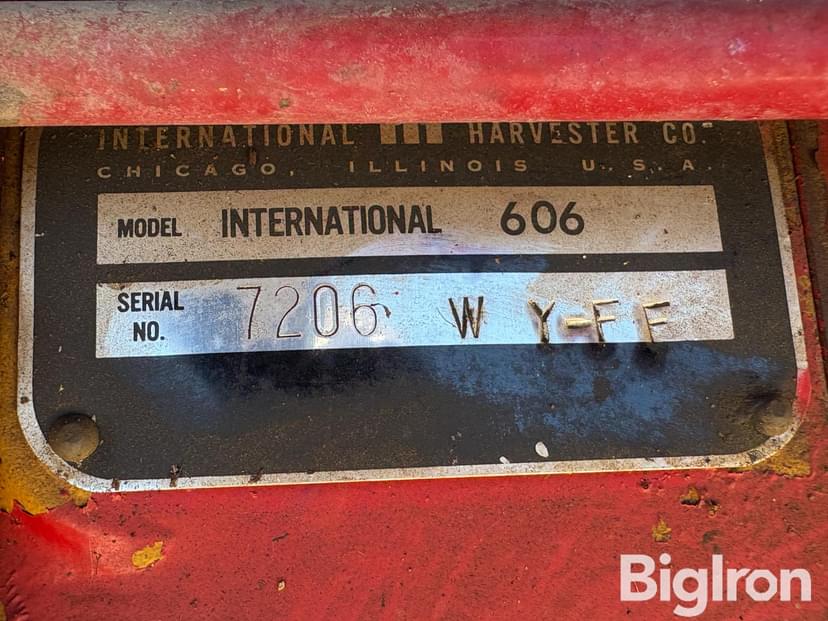 INTERNATIONAL HARVESTER CO.
CHICAGO, ILLINOIS U.S.A.
MODEL INTERNATIONAL 606
SERIAL NO. 7206 W Y-FF
BigIron